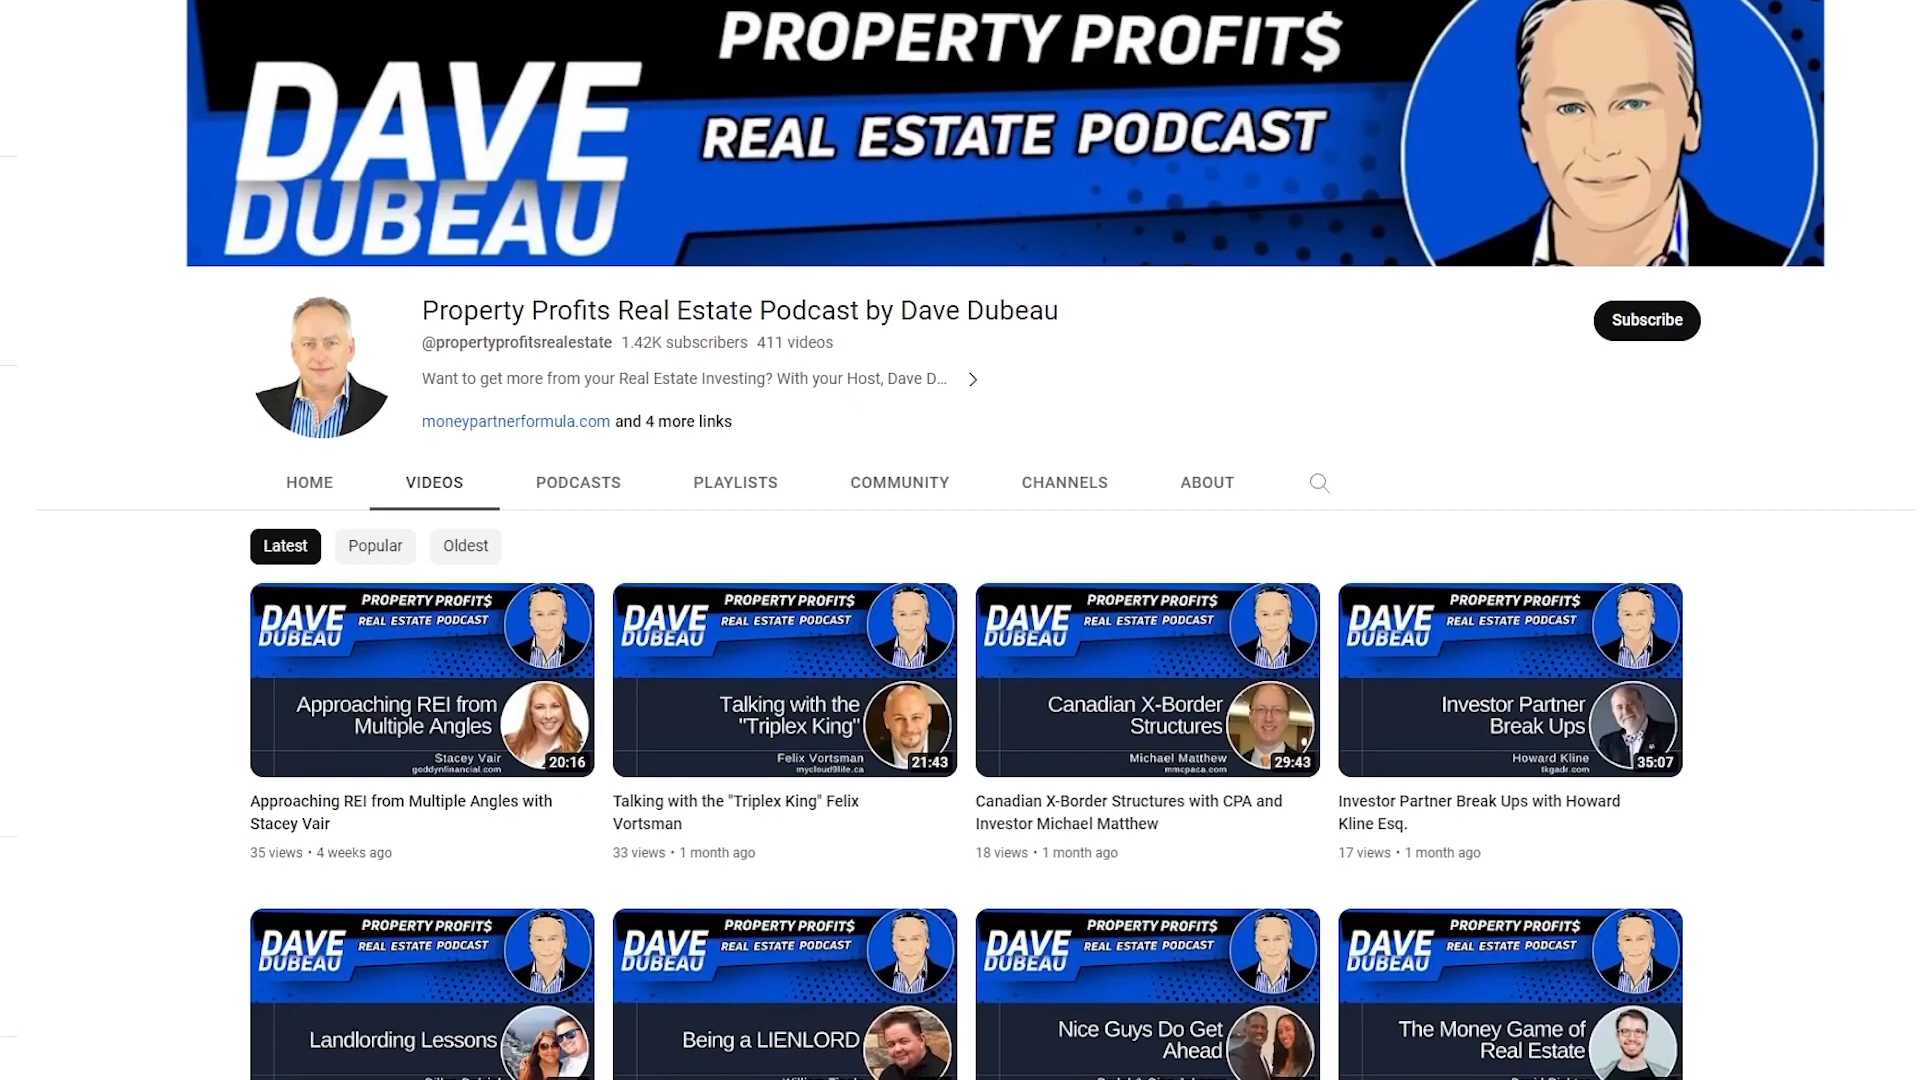 PROPERTY PROFIT$
DAVE
REAL ESTATE PODCAST
DUBEAU
Property Profits Real Estate Podcast by Dave Dubeau
@propertyprofitsrealestate 1.42K subscribers 411 videos
Want to get more from your Real Estate Investing? With your Host, Dave D...
moneypartnerformula.com and 4 more links
Subscribe
HOME VIDEOS PODCASTS PLAYLISTS COMMUNITY CHANNELS ABOUT
Latest Popular Oldest
DAVE DUBEAU
PROPERTY PROFIT$
REAL ESTATE PODCAST
Approaching REI from
Multiple Angles
Stacey Vair
goddynfinancial.com
20:16
Approaching REI from Multiple Angles with
Stacey Vair
35 views • 4 weeks ago
DAVE DUBEAU
PROPERTY PROFIT$
REAL ESTATE PODCAST
Talking with the
"Triplex King"
Felix Vortsman
mycloud9life.ca
21:43
Talking with the "Triplex King" Felix
Vortsman
33 views • 1 month ago
DAVE DUBEAU
PROPERTY PROFIT$
REAL ESTATE PODCAST
Canadian X-Border
Structures
Michael Matthew
mmcpaca.com
29:43
Canadian X-Border Structures with CPA and
Investor Michael Matthew
18 views • 1 month ago
DAVE DUBEAU
PROPERTY PROFIT$
REAL ESTATE PODCAST
Investor Partner
Break Ups
Howard Kline
tkgadr.com
35:07
Investor Partner Break Ups with Howard
Kline Esq.
17 views • 1 month ago
DAVE DUBEAU
PROPERTY PROFIT$
REAL ESTATE PODCAST
Landlording Lessons
DAVE DUBEAU
PROPERTY PROFIT$
REAL ESTATE PODCAST
Being a LIENLORD
DAVE DUBEAU
PROPERTY PROFIT$
REAL ESTATE PODCAST
Nice Guys Do Get
Ahead
DAVE DUBEAU
PROPERTY PROFIT$
REAL ESTATE PODCAST
The Money Game of
Real Estate